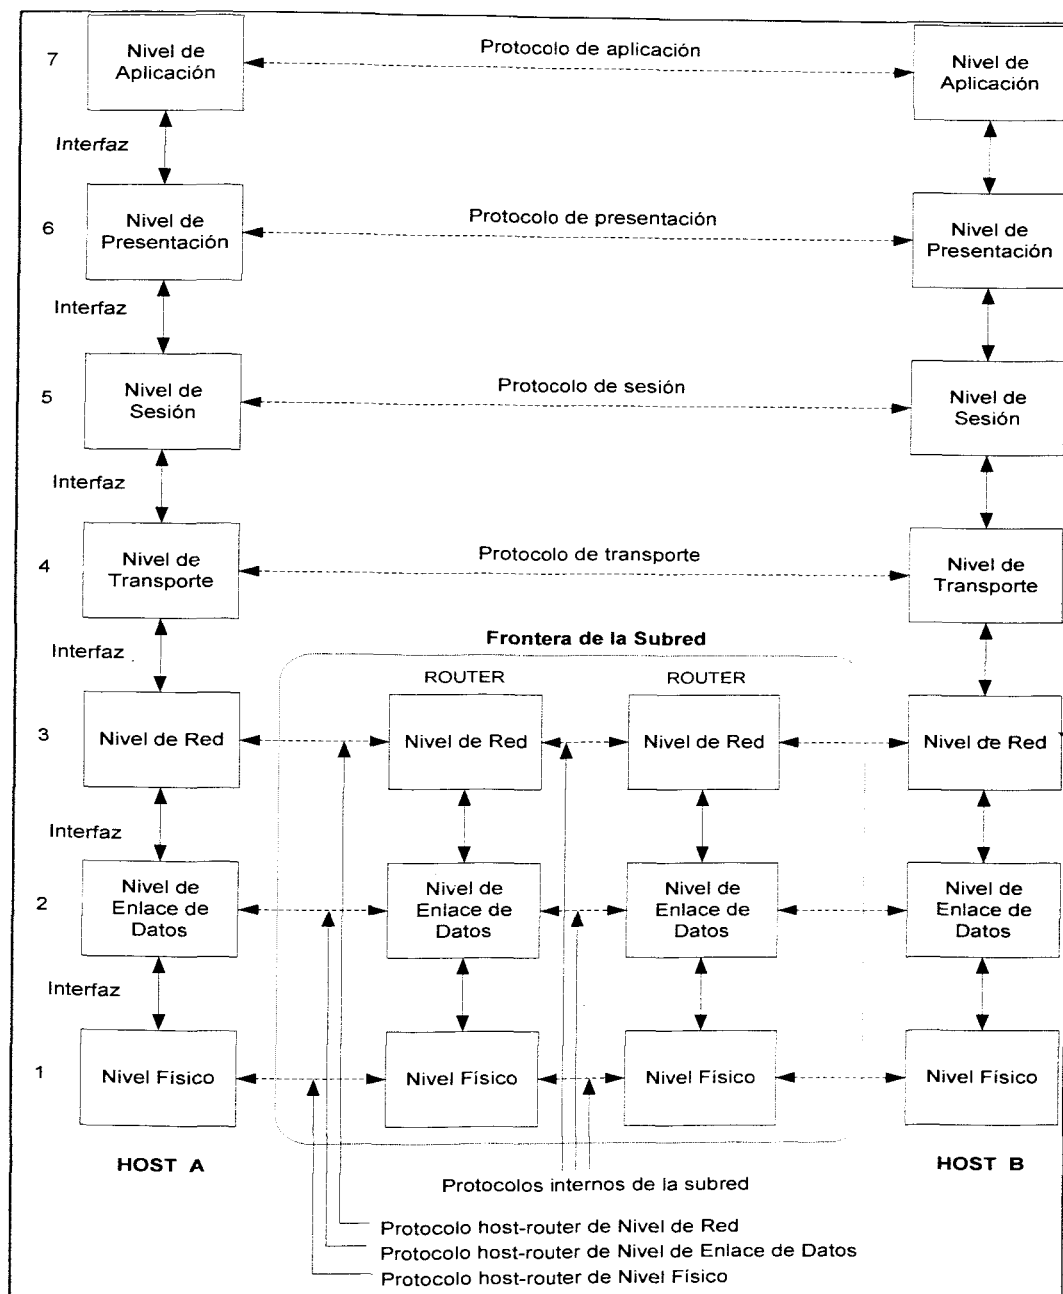 7
Nivel de
Aplicación
Protocolo de aplicación
Nivel de
Aplicación
Interfaz
6
Nivel de
Presentación
Protocolo de presentación
Nivel de
Presentación
Interfaz
5
Nivel de
Sesión
Protocolo de sesión
Nivel de
Sesión
Interfaz
4
Nivel de
Transporte
Protocolo de transporte
Nivel de
Transporte
Interfaz
Frontera de la Subred
ROUTER
ROUTER
3
Nivel de Red
Nivel de Red
Nivel de Red
Nivel de Red
Interfaz
2
Nivel de
Enlace de
Datos
Nivel de
Enlace de
Datos
Nivel de
Enlace de
Datos
Nivel de
Enlace de
Datos
Interfaz
1
Nivel Físico
Nivel Físico
Nivel Físico
Nivel Físico
HOST A
HOST B
Protocolos internos de la subred
Protocolo host-router de Nivel de Red
Protocolo host-router de Nivel de Enlace de Datos
Protocolo host-router de Nivel Físico